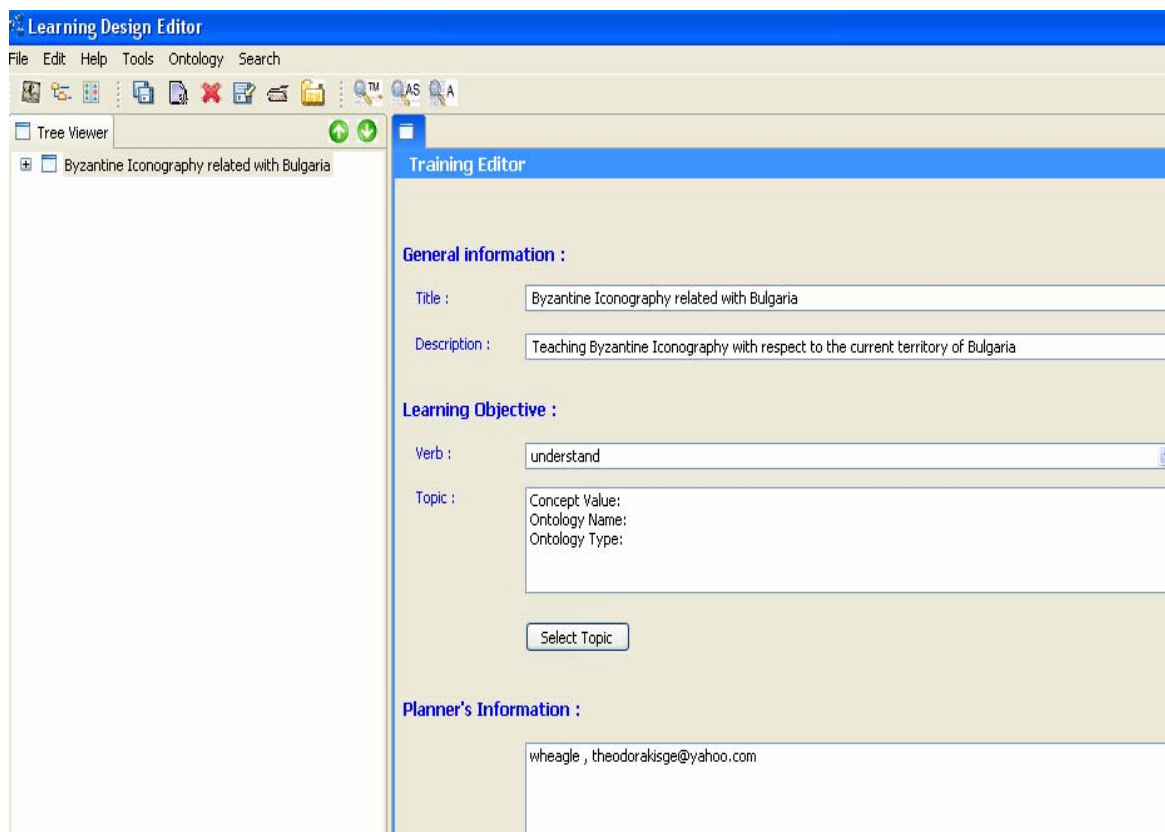 Learning Design Editor
File Edit Help Tools Ontology Search
TM AS A
Tree Viewer
Byzantine Iconography related with Bulgaria
Training Editor
General information :
Title : Byzantine Iconography related with Bulgaria
Description : Teaching Byzantine Iconography with respect to the current territory of Bulgaria
Learning Objective :
Verb : understand
Topic : Concept Value:
Ontology Name:
Ontology Type:
Select Topic
Planner's Information :
wheagle , theodorakisge@yahoo.com